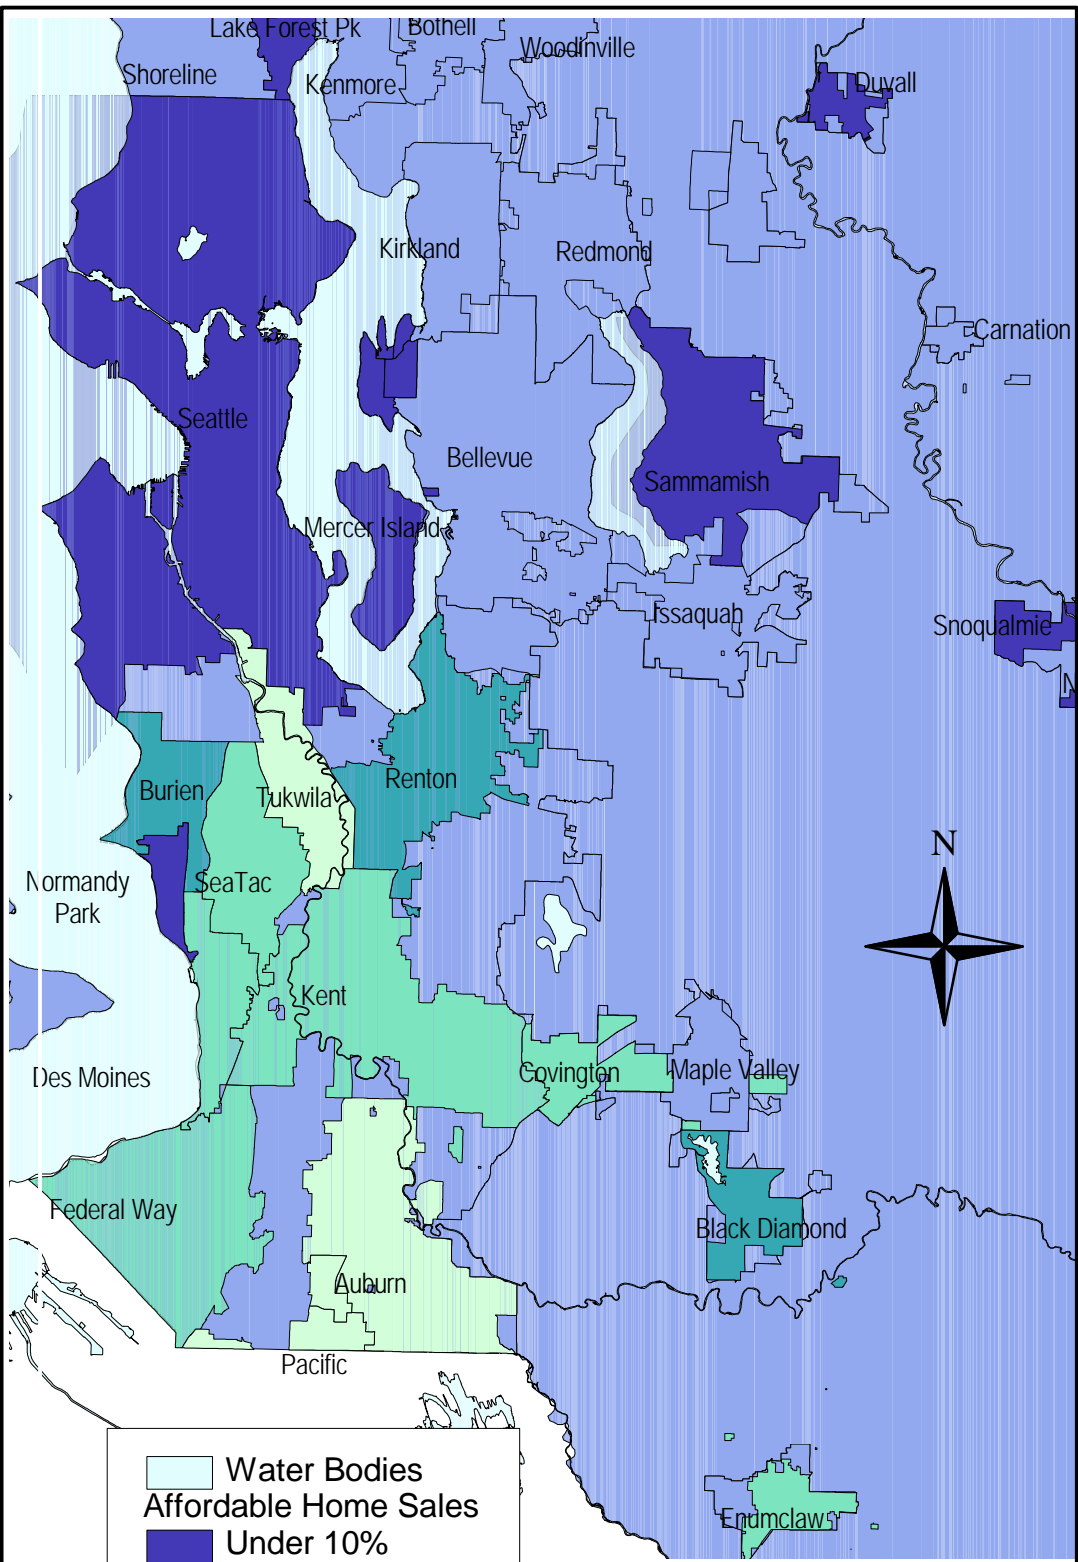 Lake Forest Pk
Bothell
Woodinville
Shoreline
Kenmore
Duvall
Kirkland
Redmond
Carnation
Seattle
Bellevue
Sammamish
Mercer Island
Issaquah
Snoqualmie
N
Burien
Tukwila
Renton
N
Normandy
Park
SeaTac
Kent
Des Moines
Covington
Maple Valley
Federal Way
Black Diamond
Auburn
Pacific
Water Bodies
Affordable Home Sales
Under 10%
Enumclaw